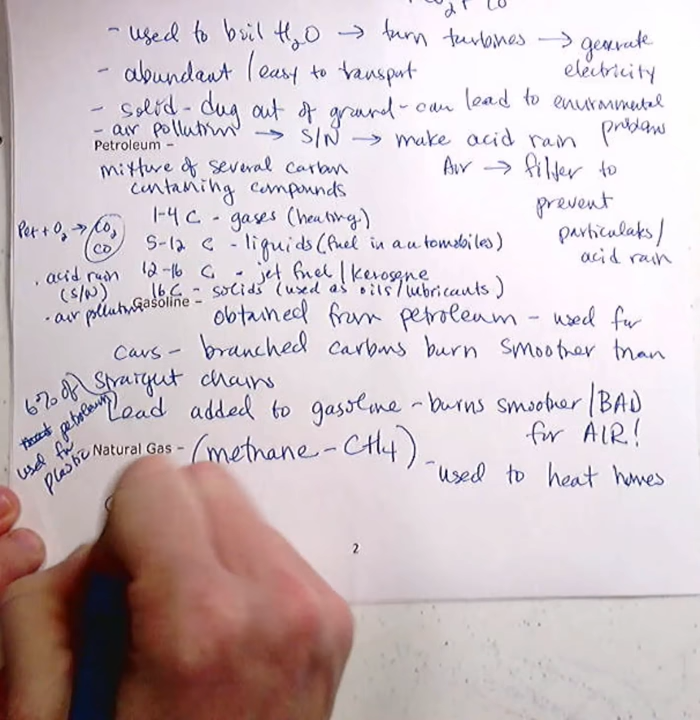 2 CO
- used to boil H2O → turn turbines → generate electricity
- abundant / easy to transport
- solid - dug out of ground - can lead to environmental problems
- air pollution → S/N → make acid rain
Petroleum -
mixture of several carbon containing compounds
Air → filter to prevent particulates/ acid rain
1-4 C - gases (heating)
Pet + O2 → CO2 CO
5-12 C - liquids (fuel in automobiles)
12-16 C - jet fuel / kerosene
16 C - solids (used as oils/lubricants)
. acid rain (S/N)
- air pollution
Gasoline -
obtained from petroleum - used for
cars - branched carbons burn smoother than
straight chains
6% of petroleum used for plastic
Lead added to gasoline - burns smoother / BAD for AIR!
Natural Gas - (methane - CH4)
- used to heat homes
2